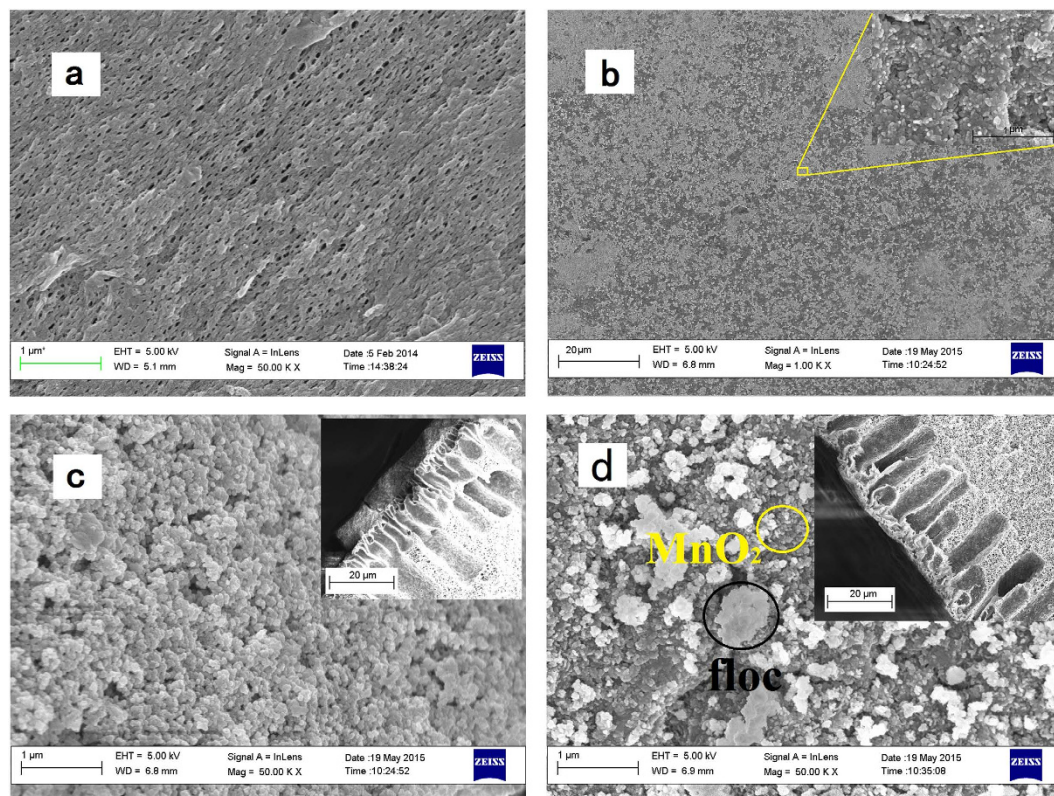 a
1 µm*
EHT = 5.00 kV
WD = 5.1 mm
Signal A = InLens
Mag = 50.00 K X
Date :5 Feb 2014
Time :14:38:24
ZEISS
b
1 µm
20µm
EHT = 5.00 kV
WD = 6.8 mm
Signal A = InLens
Mag = 1.00 K X
Date :19 May 2015
Time :10:24:52
ZEISS
c
20 µm
1 µm
EHT = 5.00 kV
WD = 6.8 mm
Signal A = InLens
Mag = 50.00 K X
Date :19 May 2015
Time :10:24:52
ZEISS
d
MnO₂
floc
20 µm
1 µm
EHT = 5.00 kV
WD = 6.9 mm
Signal A = InLens
Mag = 50.00 K X
Date :19 May 2015
Time :10:35:08
ZEISS